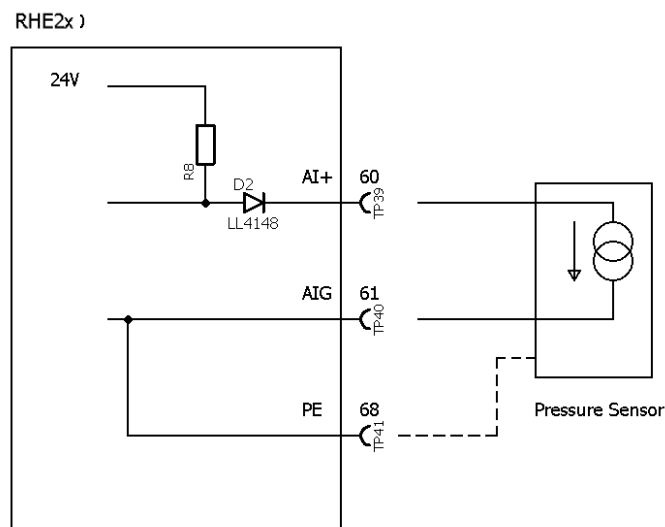 RHE2x )
24V
R8
D2
LL4148
AI+
60
TP39
AIG
61
TP40
PE
68
TP41
Pressure Sensor